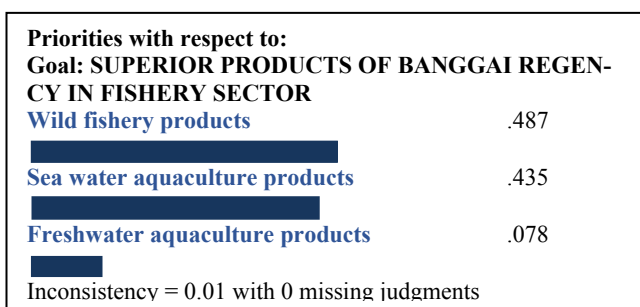 Priorities with respect to:
Goal: SUPERIOR PRODUCTS OF BANGGAI REGEN-
CY IN FISHERY SECTOR
Wild fishery products .487
Sea water aquaculture products .435
Freshwater aquaculture products .078
Inconsistency = 0.01 with 0 missing judgments